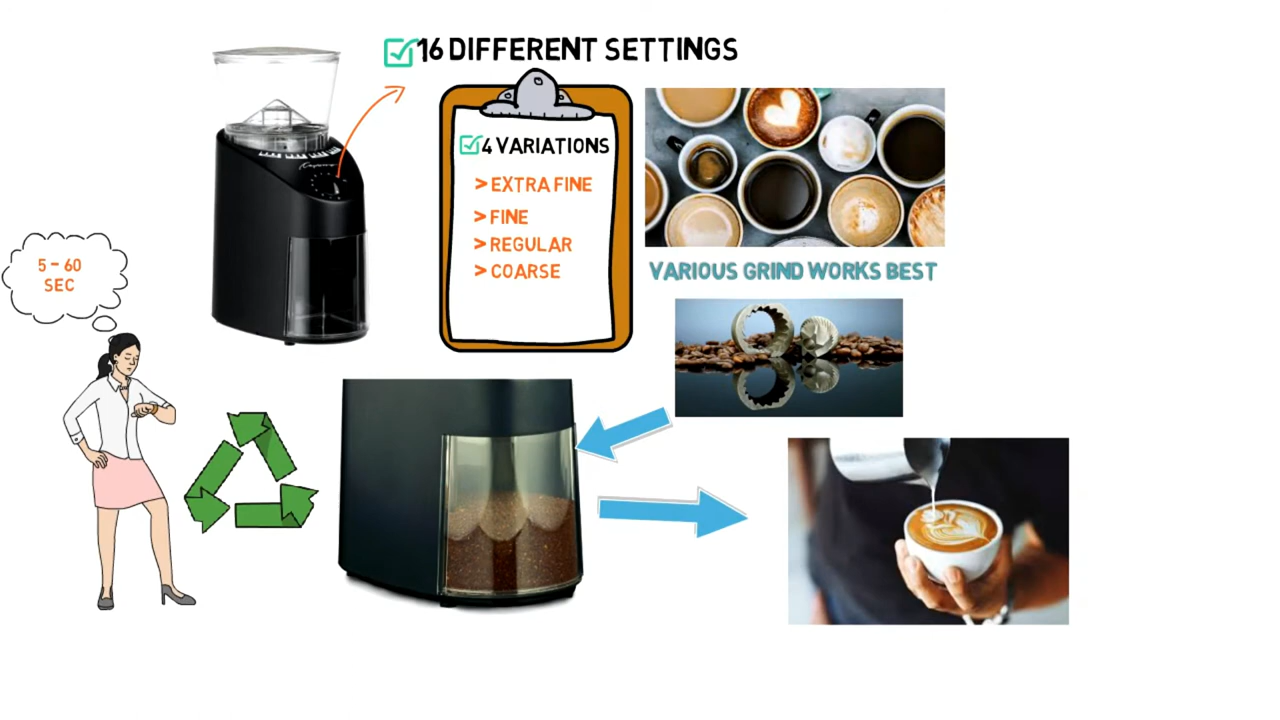 16 DIFFERENT SETTINGS
4 VARIATIONS
> EXTRA FINE
> FINE
> REGULAR
> COARSE
VARIOUS GRIND WORKS BEST
5 - 60
SEC